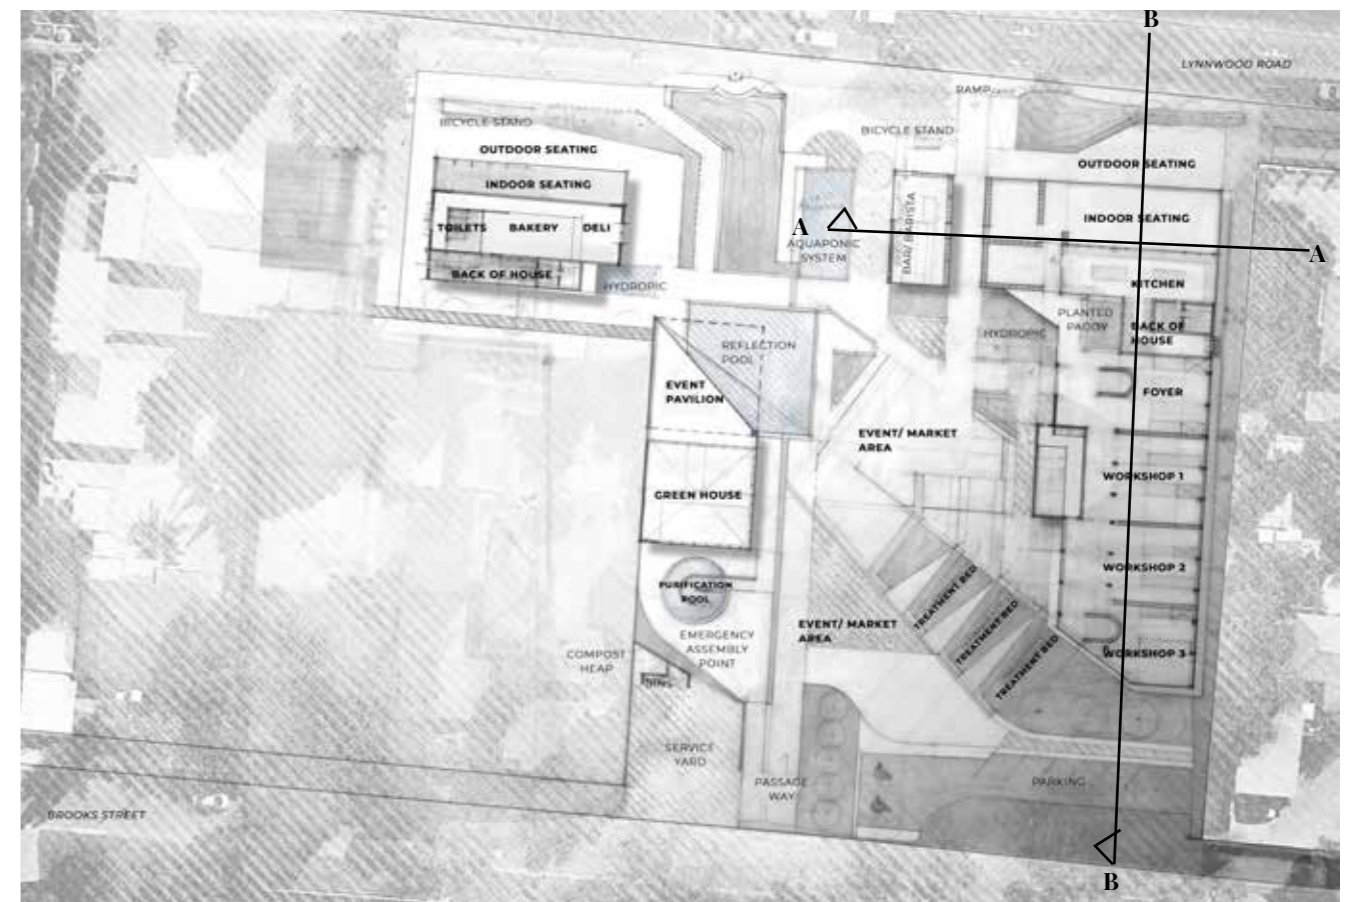 B
LYNNWOOD ROAD
RAMP
BICYCLE STAND
BICYCLE STAND
OUTDOOR SEATING
OUTDOOR SEATING
INDOOR SEATING
INDOOR SEATING
TOILETS
BAKERY
DELI
BAR/ BARISTA
A
AQUAPONIC
SYSTEM
A
BACK OF HOUSE
HYDROPIC
KITCHEN
PLANTED
PADDY
BACK OF
HOUSE
HYDROPIC
REFLECTION
POOL
EVENT
PAVILION
FOYER
EVENT/ MARKET
AREA
WORKSHOP 1
GREEN HOUSE
WORKSHOP 2
PURIFICATION
POOL
TREATMENT BED
TREATMENT BED
TREATMENT BED
EVENT/ MARKET
AREA
EMERGENCY
ASSEMBLY
POINT
COMPOST
HEAP
WORKSHOP 3
BINS
SERVICE
YARD
PASSAGE
WAY
PARKING
BROOKS STREET
B